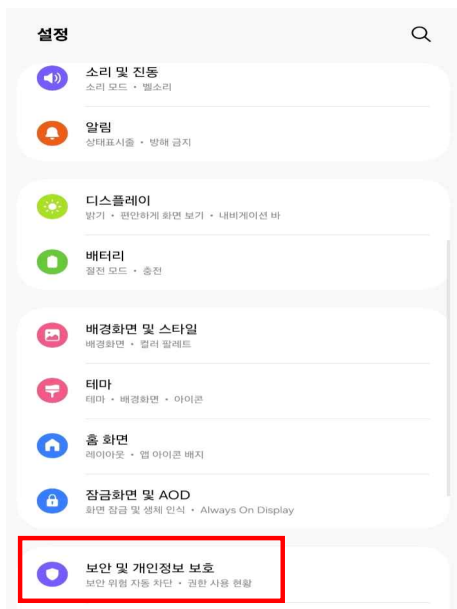 설정
소리 및 진동
소리 모드 • 벨소리
알림
상태표시줄 • 방해 금지
디스플레이
밝기 • 편안하게 화면 보기 • 내비게이션 바
배터리
절전 모드 • 충전
배경화면 및 스타일
배경화면 • 컬러 팔레트
테마
테마 • 배경화면 • 아이콘
홈 화면
레이아웃 • 앱 아이콘 배지
잠금화면 및 AOD
화면 잠금 및 생체 인식 • Always On Display
보안 및 개인정보 보호
보안 위험 자동 차단 • 권한 사용 현황